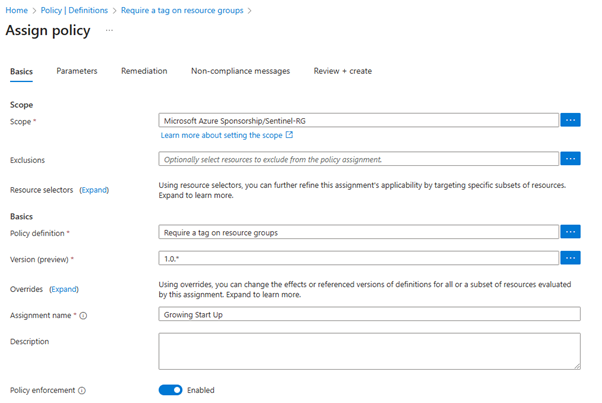 Home > Policy | Definitions > Require a tag on resource groups >
Assign policy ...
Basics Parameters Remediation Non-compliance messages Review + create
Scope
Scope * Microsoft Azure Sponsorship/Sentinel-RG ...
Learn more about setting the scope
Exclusions Optionally select resources to exclude from the policy assignment. ...
Resource selectors (Expand) Using resource selectors, you can further refine this assignment's applicability by targeting specific subsets of resources.
Expand to learn more.
Basics
Policy definition * Require a tag on resource groups ...
Version (preview) * 1.0.* ...
Overrides (Expand) Using overrides, you can change the effects or referenced versions of definitions for all or a subset of resources evaluated
by this assignment. Expand to learn more.
Assignment name * Growing Start Up
Description
Policy enforcement Enabled